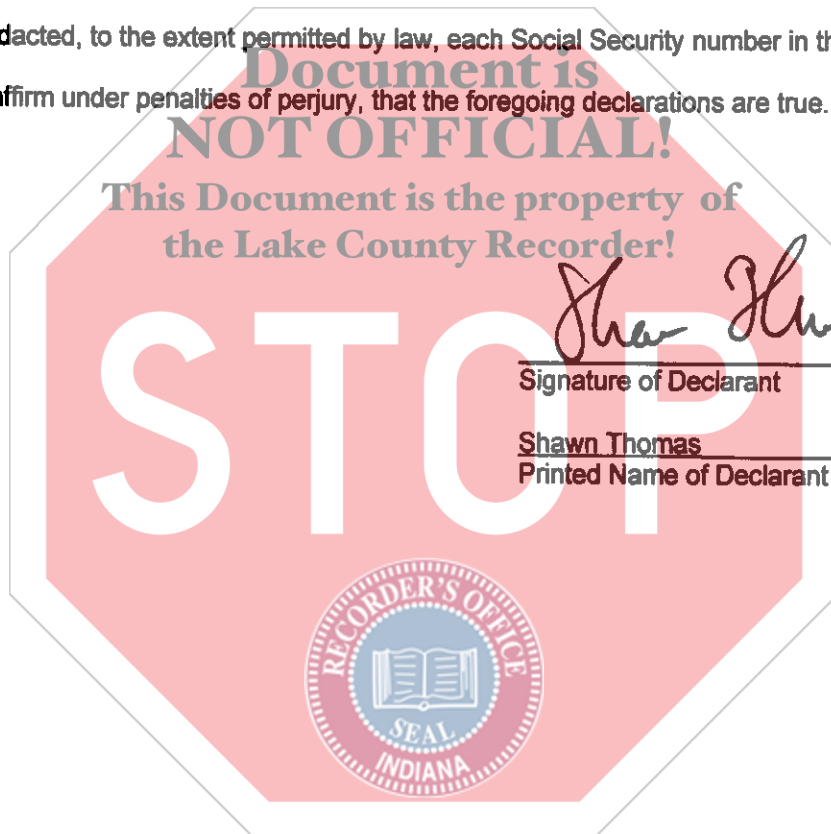 dacted, to the extent permitted by law, each Social Security number in th
ffirm under penalties of perjury, that the foregoing declarations are true.
Document is
NOT OFFICIAL!
This Document is the property of
the Lake County Recorder!
STOP
Signature of Declarant
Shawn Thomas
Printed Name of Declarant
RECORDER'S OFFICE
SEAL
INDIANA